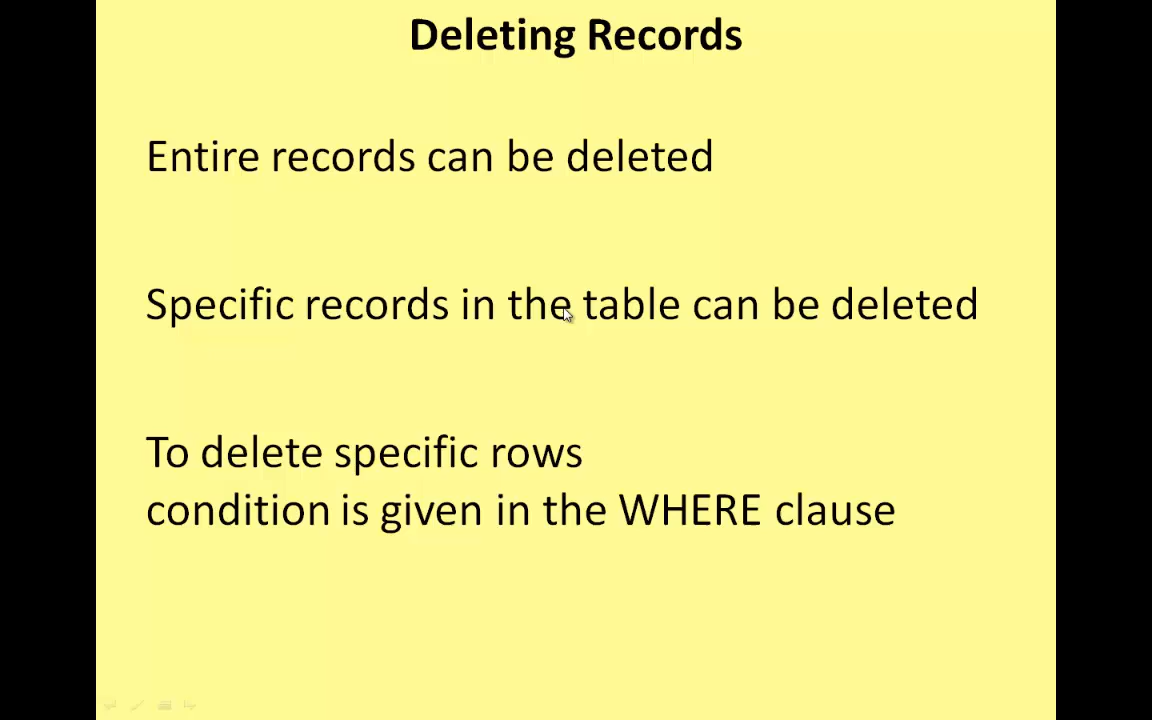 Deleting Records
Entire records can be deleted
Specific records in the table can be deleted
To delete specific rows
condition is given in the WHERE clause